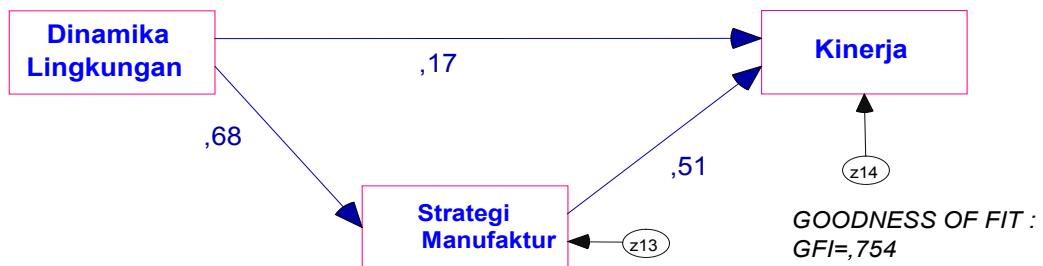 Dinamika
Lingkungan
,17
Kinerja
,68
,51
z14
Strategi
Manufaktur
z13
GOODNESS OF FIT :
GFI=,754